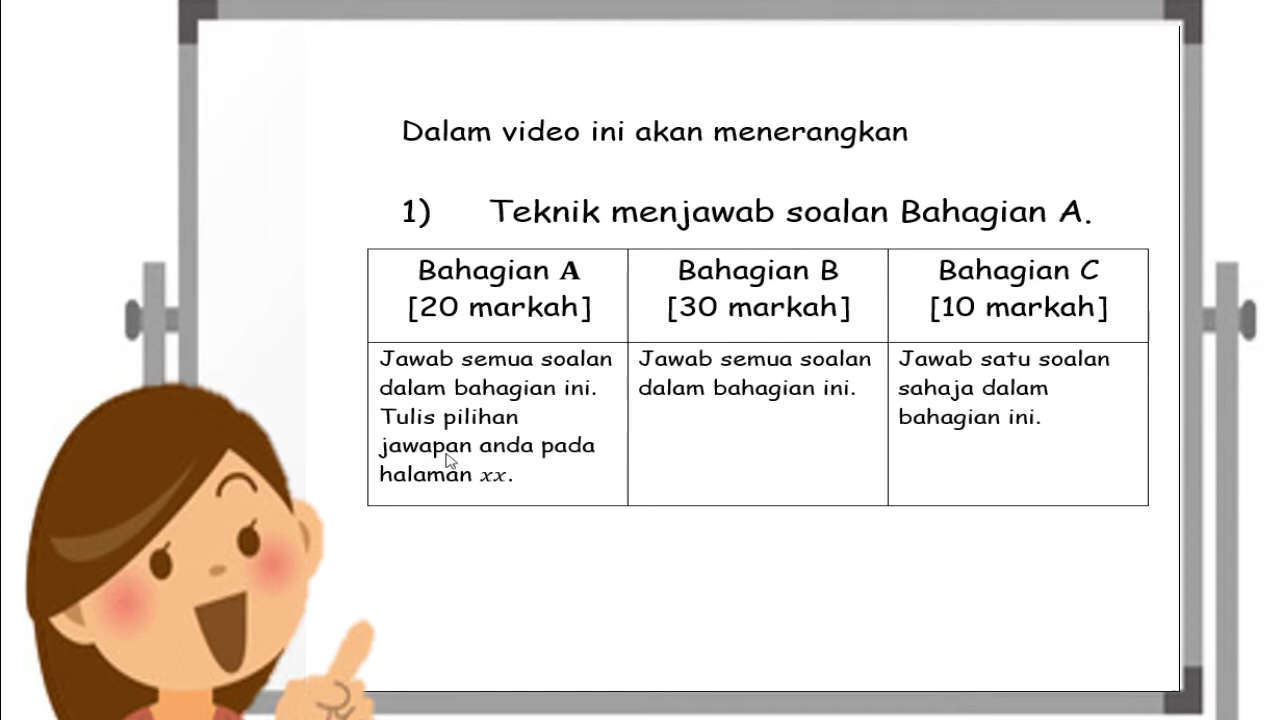 Dalam video ini akan menerangkan
1) Teknik menjawab soalan Bahagian A.
Bahagian A
[20 markah]
Bahagian B
[30 markah]
Bahagian C
[10 markah]
Jawab semua soalan
dalam bahagian ini.
Tulis pilihan
jawapan anda pada
halaman xx.
Jawab semua soalan
dalam bahagian ini.
Jawab satu soalan
sahaja dalam
bahagian ini.